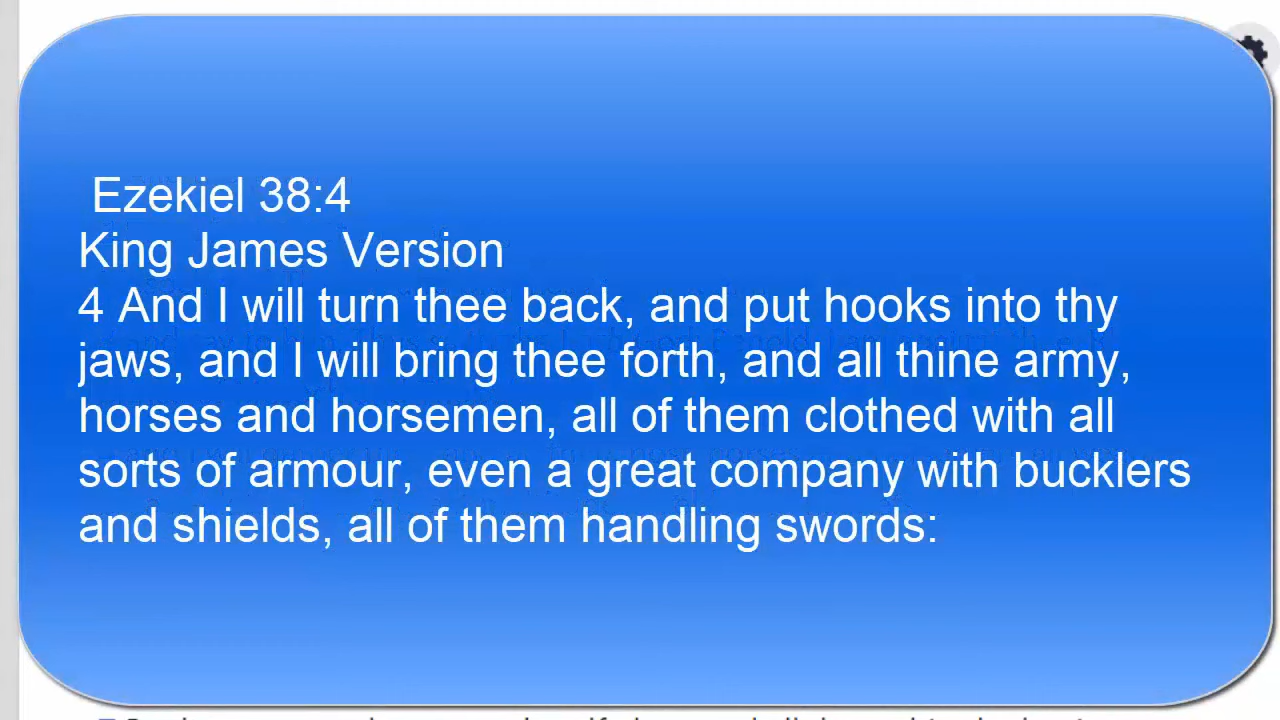 Ezekiel 38:4
King James Version
4 And I will turn thee back, and put hooks into thy
jaws, and I will bring thee forth, and all thine army,
horses and horsemen, all of them clothed with all
sorts of armour, even a great company with bucklers
and shields, all of them handling swords: